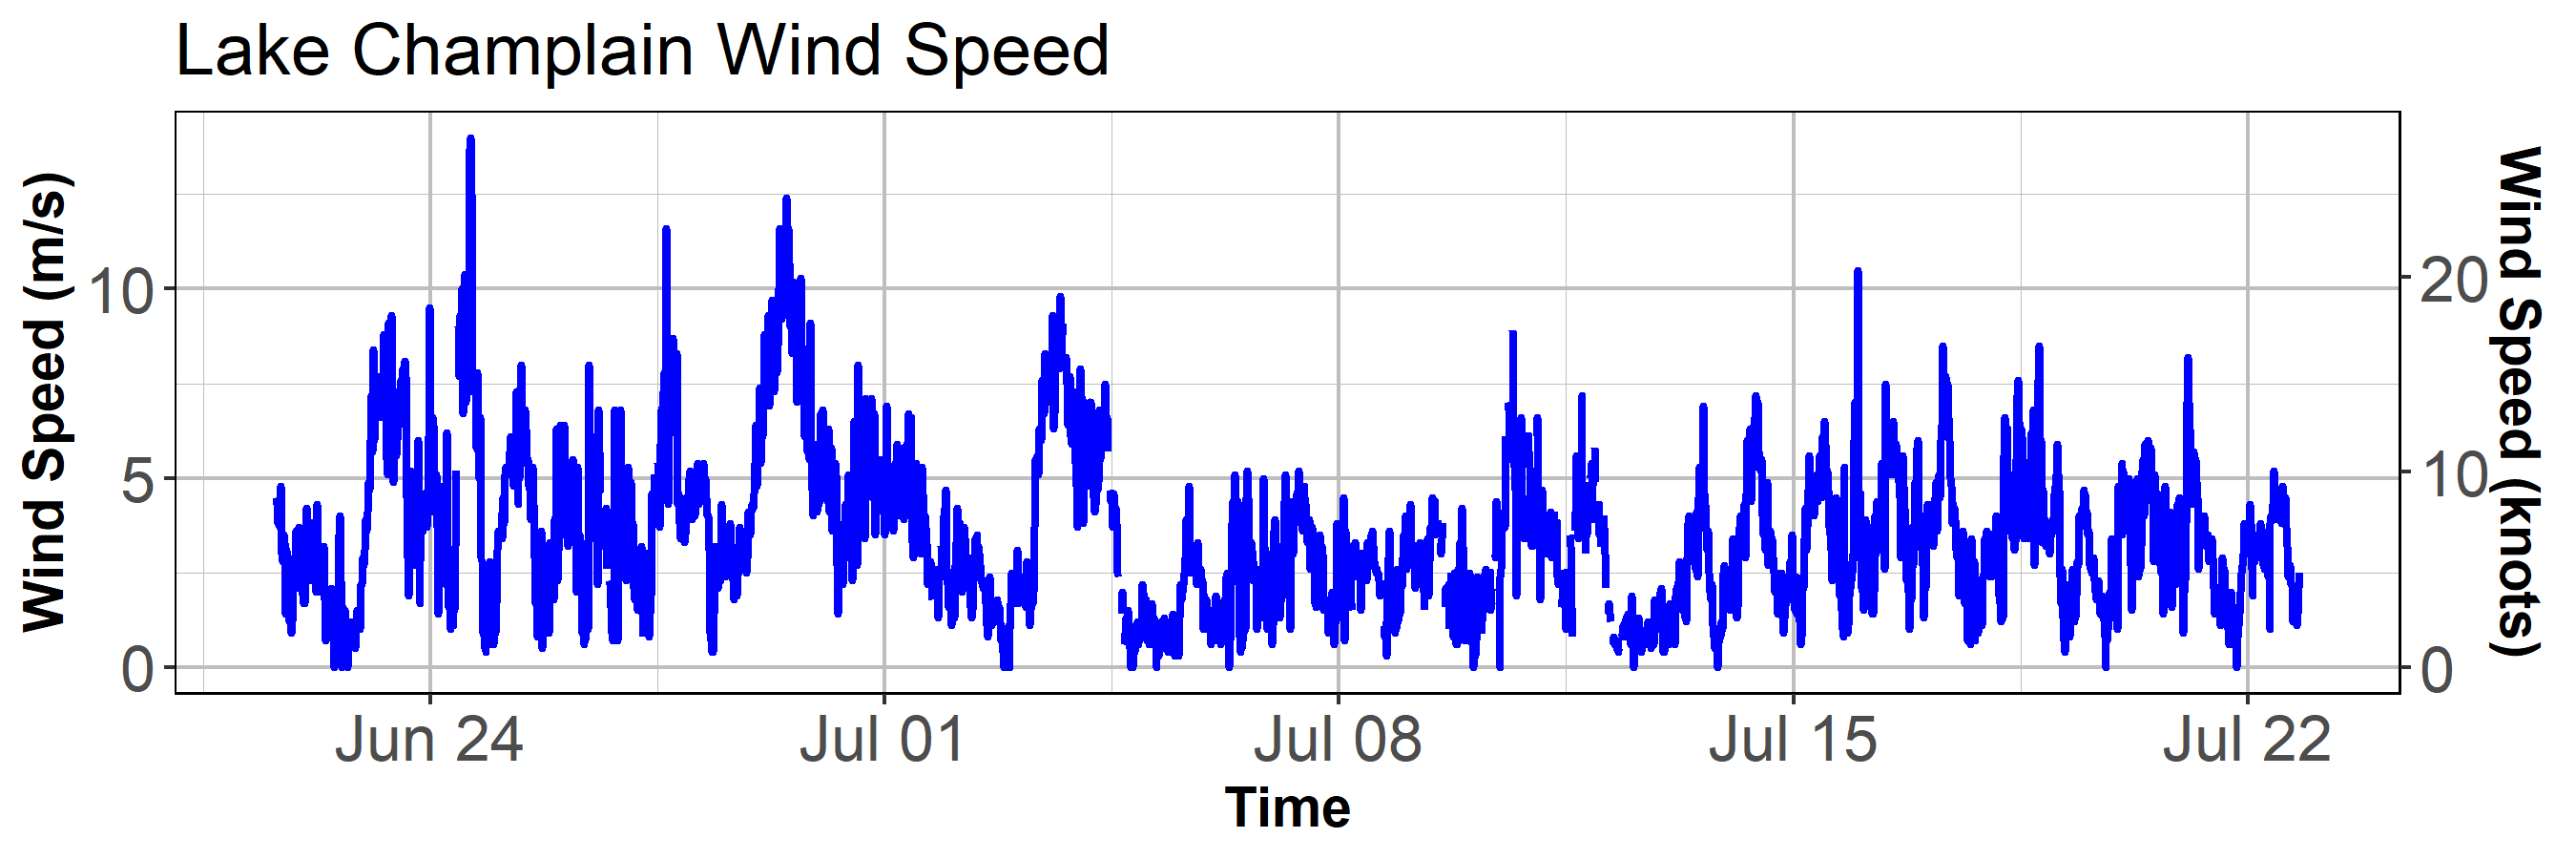 Lake Champlain Wind Speed
Wind Speed (m/s)
10
5
0
20
10
0
Wind Speed (knots)
Jun 24
Jul 01
Jul 08
Jul 15
Jul 22
Time